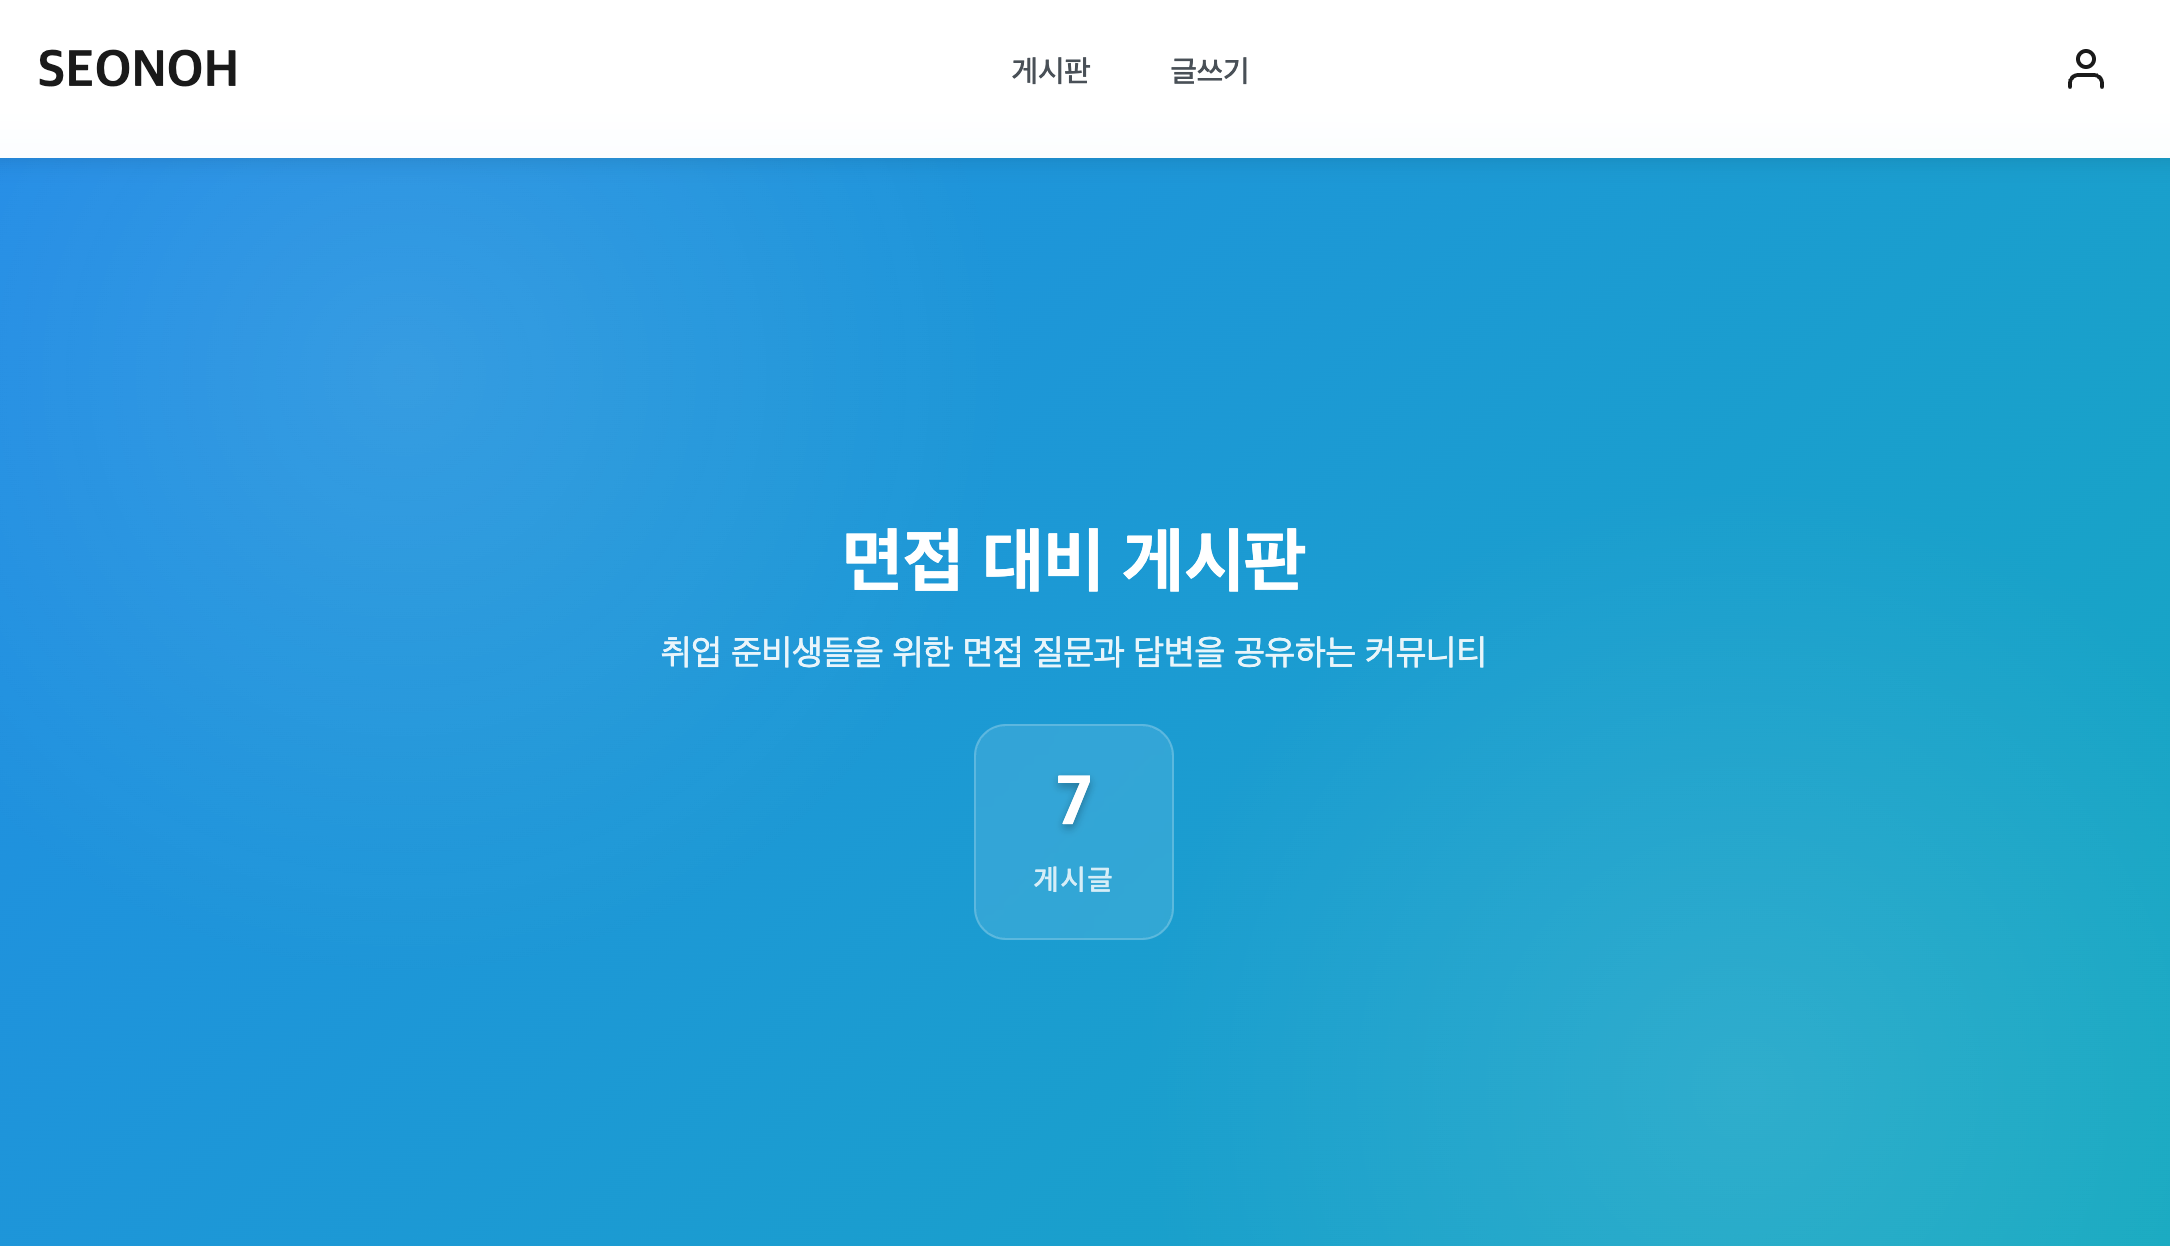 SEONOH
게시판 글쓰기
면접 대비 게시판
취업 준비생들을 위한 면접 질문과 답변을 공유하는 커뮤니티
7
게시글